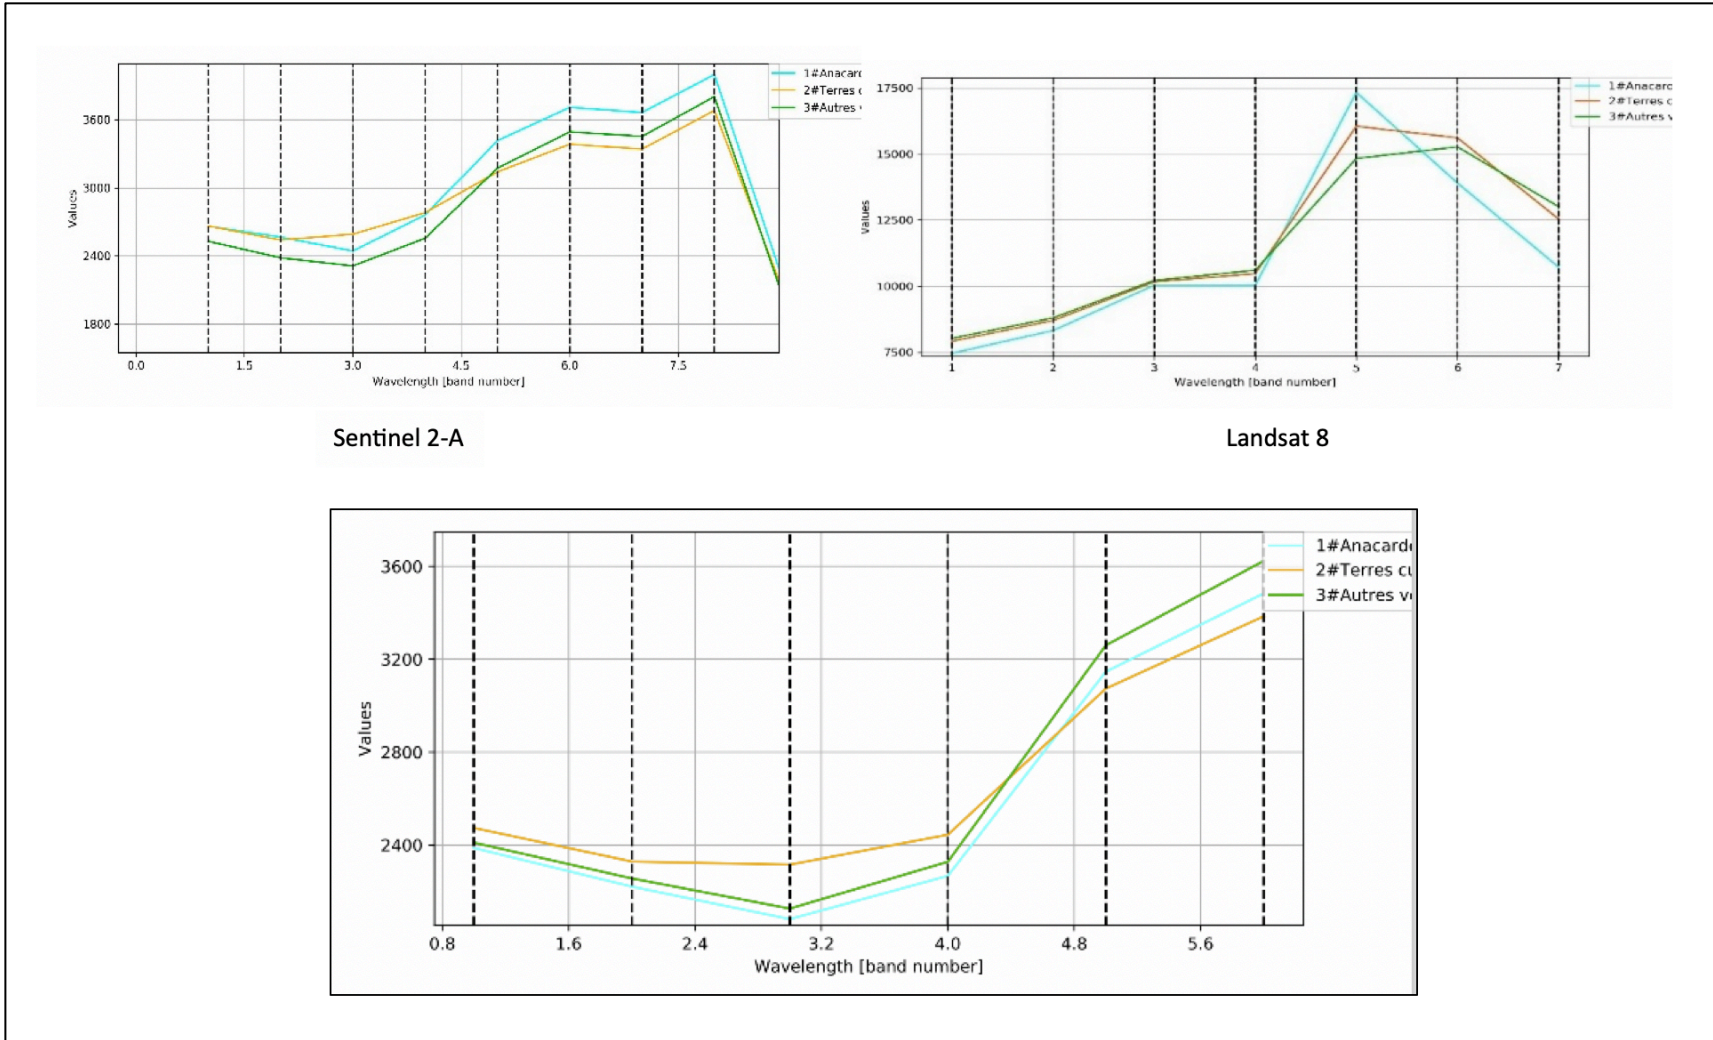 1#Anacard
2#Terres c
3#Autres v
3600
3000
2400
1800
Values
0.0 1.5 3.0 4.5 6.0 7.5
Wavelength [band number]
Sentinel 2-A
1#Anacard
2#Terres c
3#Autres v
17500
15000
12500
10000
7500
Values
1 2 3 4 5 6 7
Wavelength [band number]
Landsat 8
1#Anacard
2#Terres cu
3#Autres v
3600
3200
2800
2400
Values
0.8 1.6 2.4 3.2 4.0 4.8 5.6
Wavelength [band number]